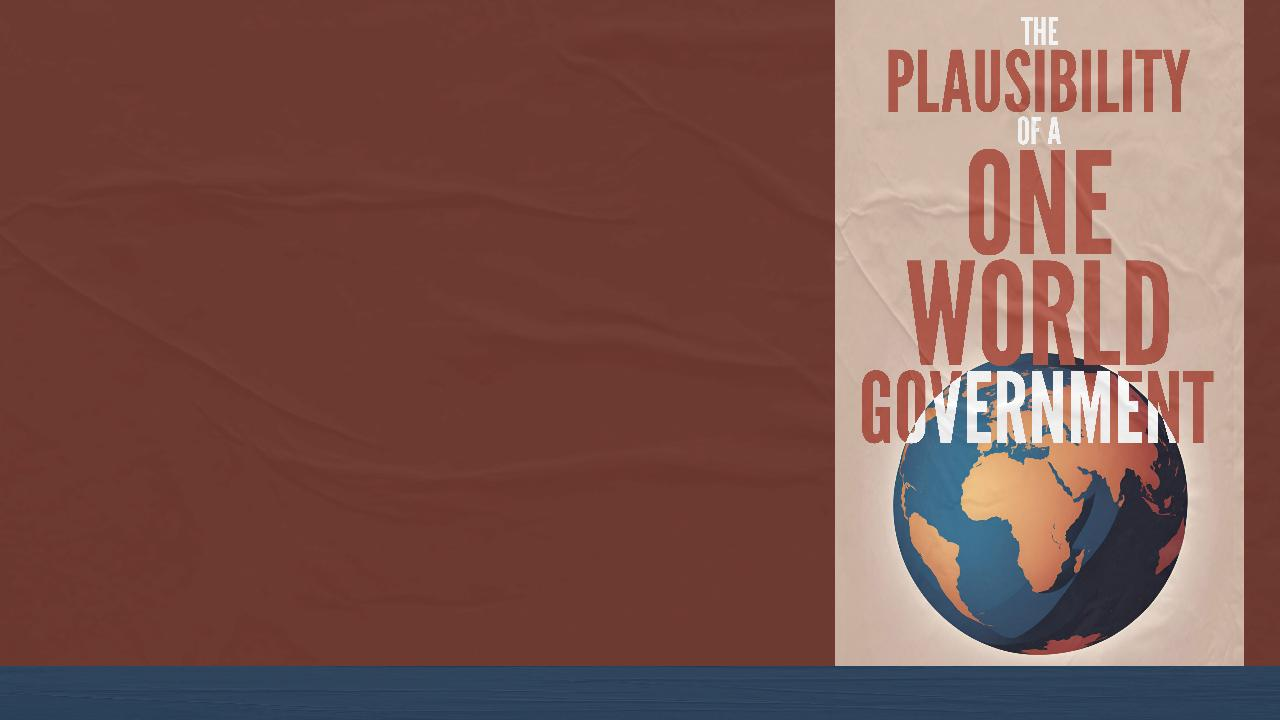 THE
PLAUSIBILITY
OF A
ONE
WORLD
GOVERNMENT